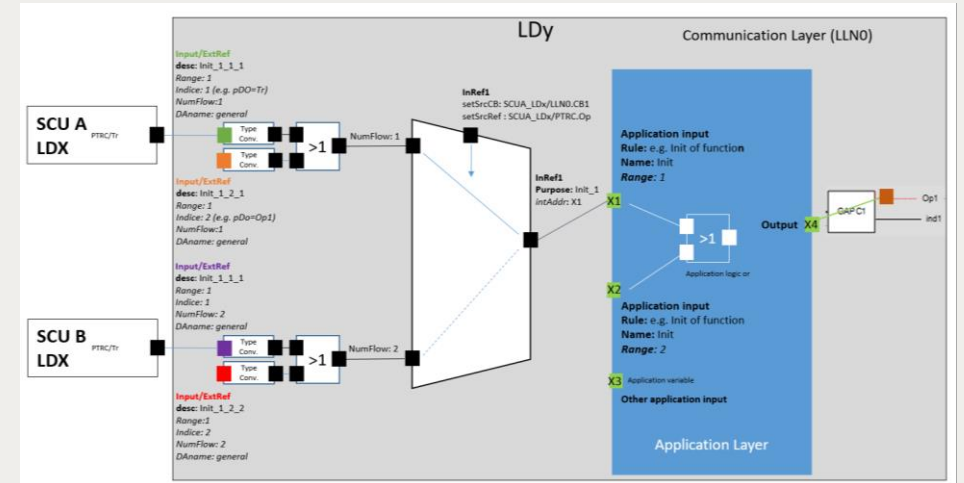 LDy
Communication Layer (LLN0)
Input/ExtRef
desc: Init_1_1_1
Range: 1
Indice: 1 (e.g. pDO=Tr)
NumFlow:1
DAname: general
SCU A
LDX
PTRC/Tr
Type
Conv.
>1
NumFlow: 1
Type
Conv.
Input/ExtRef
desc: Init_1_2_1
Range: 1
Indice: 2 (e.g. pDo=Op1)
NumFlow:1
DAname: general
Input/ExtRef
desc: Init_1_1_1
Range: 1
Indice: 1
NumFlow: 2
DAname: general
SCU B
LDX
PTRC/Tr
Type
Conv.
>1
NumFlow: 2
Type
Conv.
Input/ExtRef
desc: Init_1_2_2
Range:1
Indice: 2
NumFlow: 2
DAname: general
InRef1
setSrcCB: SCUA_LDx/LLN0.CB1
setSrcRef : SCUA_LDx/PTRC.Op
InRef1
Purpose: Init_1
intAddr: X1
Application input
Rule: e.g. Init of function
Name: Init
Range: 1
X1
>1
Application logic or
X2
Application input
Rule: e.g. Init of function
Name: Init
Range: 2
X3 Application variable
Other application input
Application Layer
Output X4
GAPC1
Op1
ind1